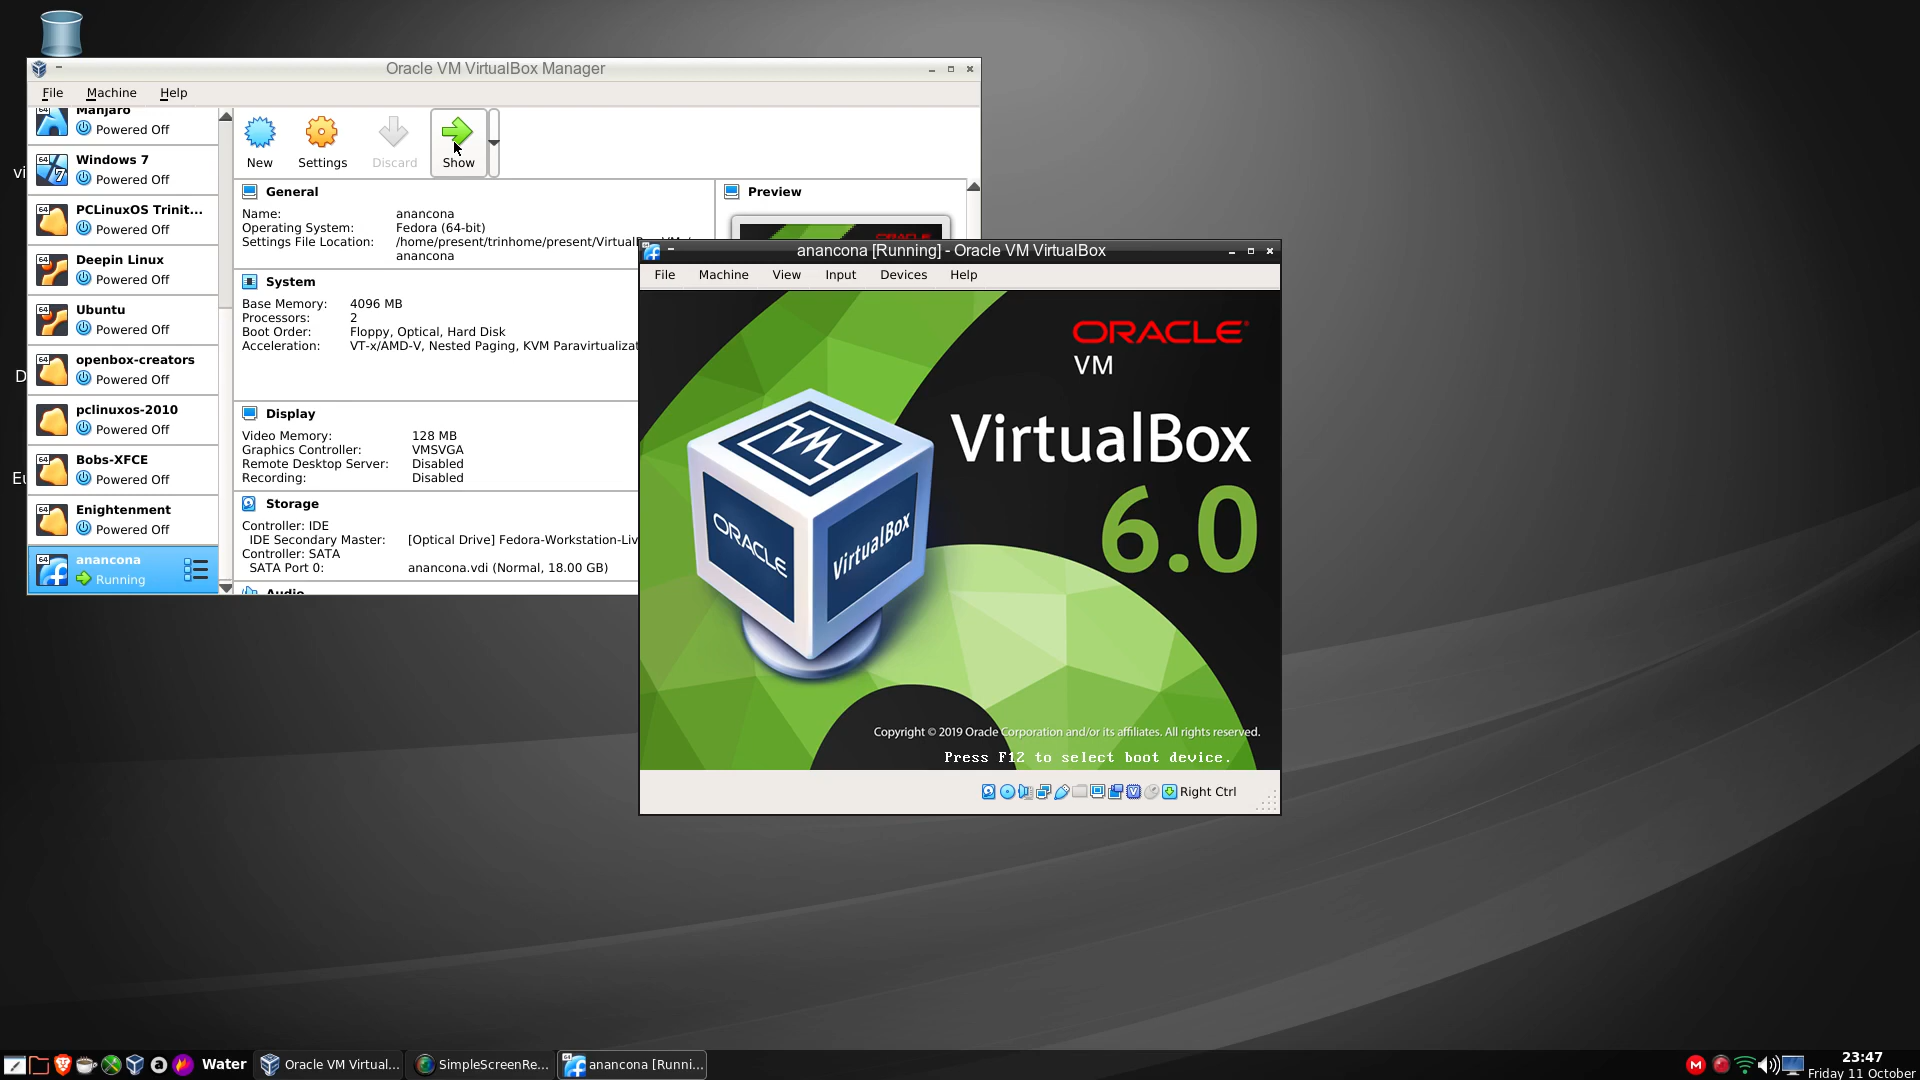 Oracle VM VirtualBox Manager
File Machine Help
Manjaro
Powered Off
Windows 7
Powered Off
PCLinuxOS Trinit...
Powered Off
Deepin Linux
Powered Off
Ubuntu
Powered Off
openbox-creators
Powered Off
pclinuxos-2010
Powered Off
Bobs-XFCE
Powered Off
Enightenment
Powered Off
anancona
Running
New Settings Discard Show
General
Name: anancona
Operating System: Fedora (64-bit)
Settings File Location: /home/present/trinhome/present/VirtualB
anancona
System
Base Memory: 4096 MB
Processors: 2
Boot Order: Floppy, Optical, Hard Disk
Acceleration: VT-x/AMD-V, Nested Paging, KVM Paravirtualizat
Display
Video Memory: 128 MB
Graphics Controller: VMSVGA
Remote Desktop Server: Disabled
Recording: Disabled
Storage
Controller: IDE
IDE Secondary Master: [Optical Drive] Fedora-Workstation-Liv
Controller: SATA
SATA Port 0: anancona.vdi (Normal, 18.00 GB)
Audio
Preview
anancona [Running] - Oracle VM VirtualBox
File Machine View Input Devices Help
ORACLE
VM
VirtualBox
6.0
ORACLE
VirtualBox
Copyright © 2019 Oracle Corporation and/or its affiliates. All rights reserved.
Press F12 to select boot device.
Right Ctrl
Water
Oracle VM Virtual...
SimpleScreenRe...
anancona [Runni...
23:47
Friday 11 October